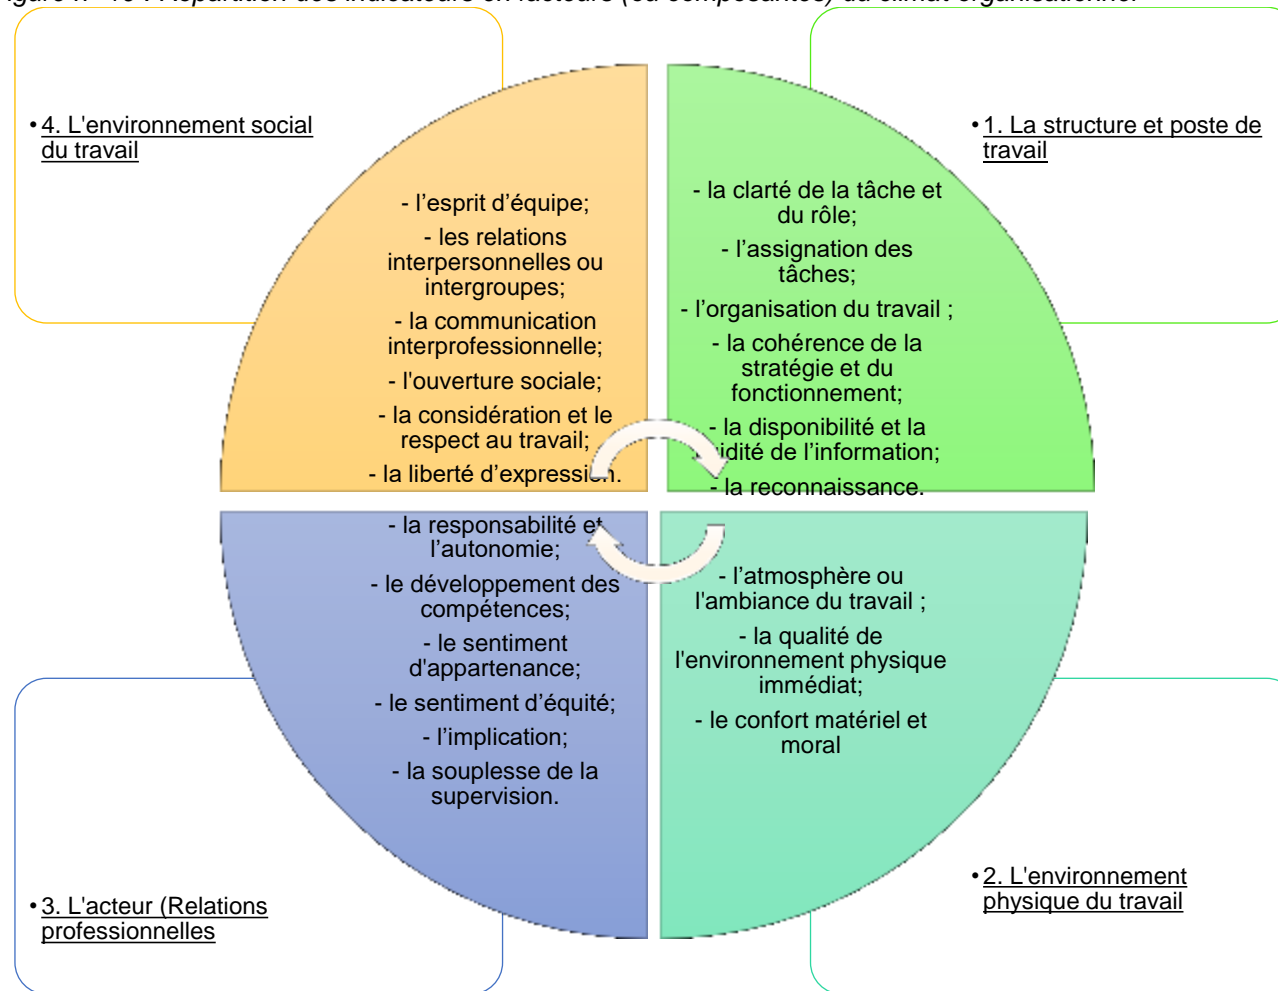 • 4. L'environnement social
du travail
- l’esprit d’équipe;
- les relations
interpersonnelles ou
intergroupes;
- la communication
interprofessionnelle;
- l'ouverture sociale;
- la considération et le
respect au travail;
- la liberté d’expression.
• 1. La structure et poste de
travail
- la clarté de la tâche et
du rôle;
- l’assignation des
tâches;
- l’organisation du travail ;
- la cohérence de la
stratégie et du
fonctionnement;
- la disponibilité et la
de l’information;
- la reconnaissance.
- la responsabilité et
l’autonomie;
- le développement des
compétences;
- le sentiment
d'appartenance;
- le sentiment d’équité;
- l’implication;
- la souplesse de la
supervision.
• 3. L'acteur (Relations
professionnelles
- l’atmosphère ou
l'ambiance du travail ;
- la qualité de
l'environnement physique
immédiat;
- le confort matériel et
moral
• 2. L'environnement
physique du travail